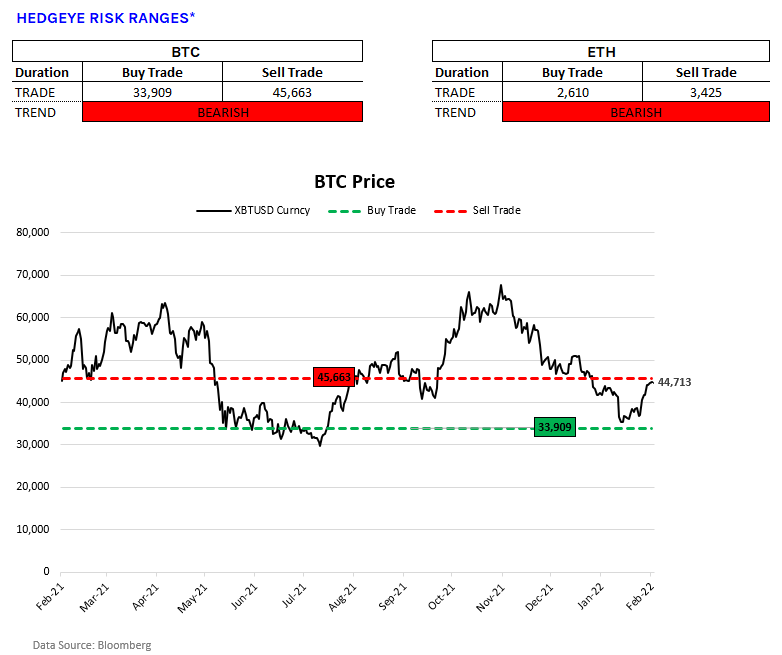 HEDGEYE RISK RANGES*
BTC
Duration Buy Trade Sell Trade
TRADE 33,909 45,663
TREND BEARISH
ETH
Duration Buy Trade Sell Trade
TRADE 2,610 3,425
TREND BEARISH
BTC Price
XBTUSD Curncy Buy Trade Sell Trade
80,000
70,000
60,000
50,000
40,000
30,000
20,000
10,000
0
45,663
44,713
33,909
Feb-21 Mar-21 Apr-21 May-21 Jun-21 Jul-21 Aug-21 Sep-21 Oct-21 Nov-21 Dec-21 Jan-22 Feb-22
Data Source: Bloomberg